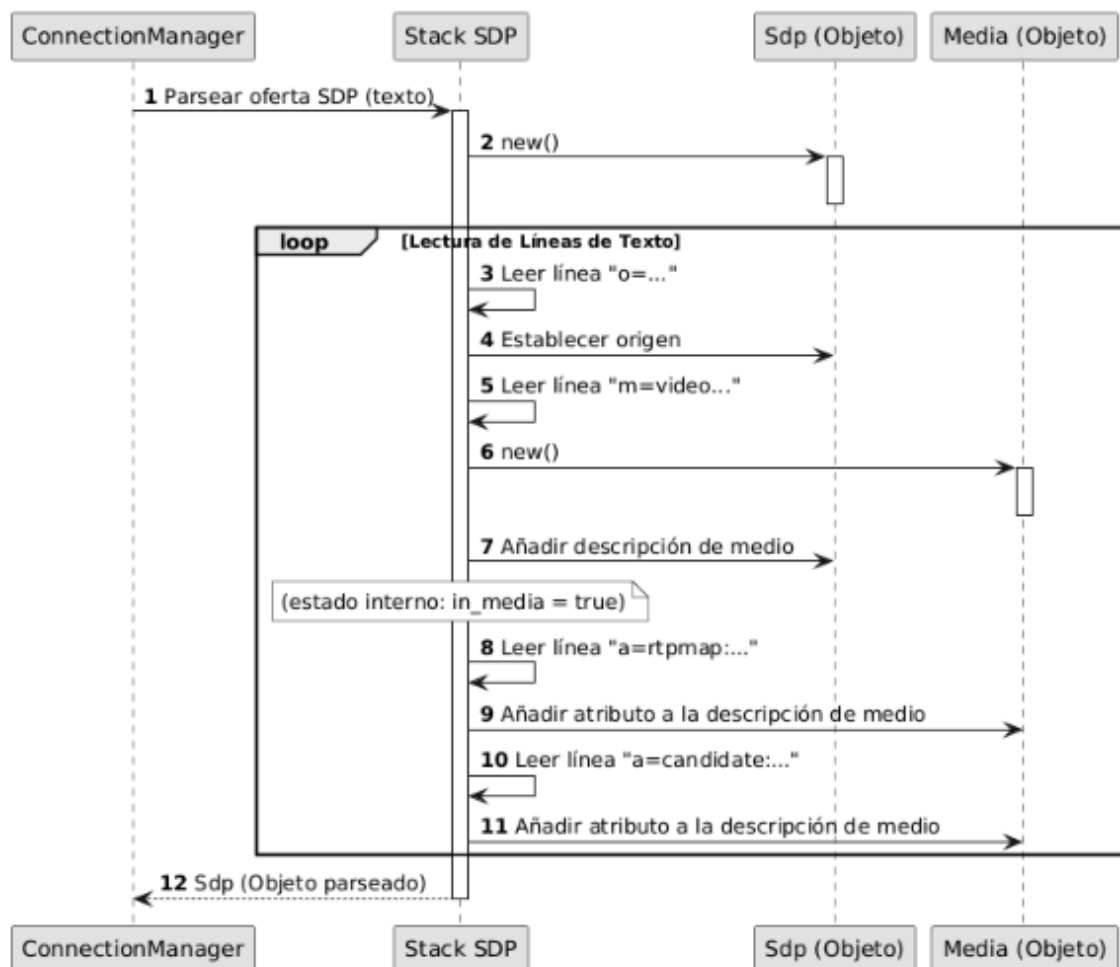 ConnectionManager
Stack SDP
Sdp (Objeto)
Media (Objeto)
1 Parsear oferta SDP (texto)
2 new()
loop
[Lectura de Líneas de Texto]
3 Leer línea "o=..."
4 Establecer origen
5 Leer línea "m=video..."
6 new()
7 Añadir descripción de medio
(estado interno: in_media = true)
8 Leer línea "a=rtpmap:..."
9 Añadir atributo a la descripción de medio
10 Leer línea "a=candidate:..."
11 Añadir atributo a la descripción de medio
12 Sdp (Objeto parseado)
ConnectionManager
Stack SDP
Sdp (Objeto)
Media (Objeto)